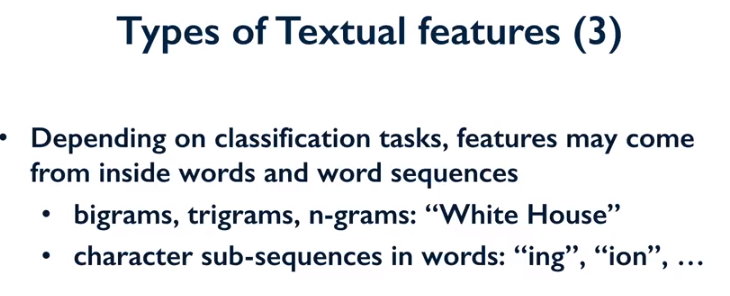 Types of Textual features (3)
• Depending on classification tasks, features may come
from inside words and word sequences
• bigrams, trigrams, n-grams: “White House”
• character sub-sequences in words: “ing”, “ion”, …